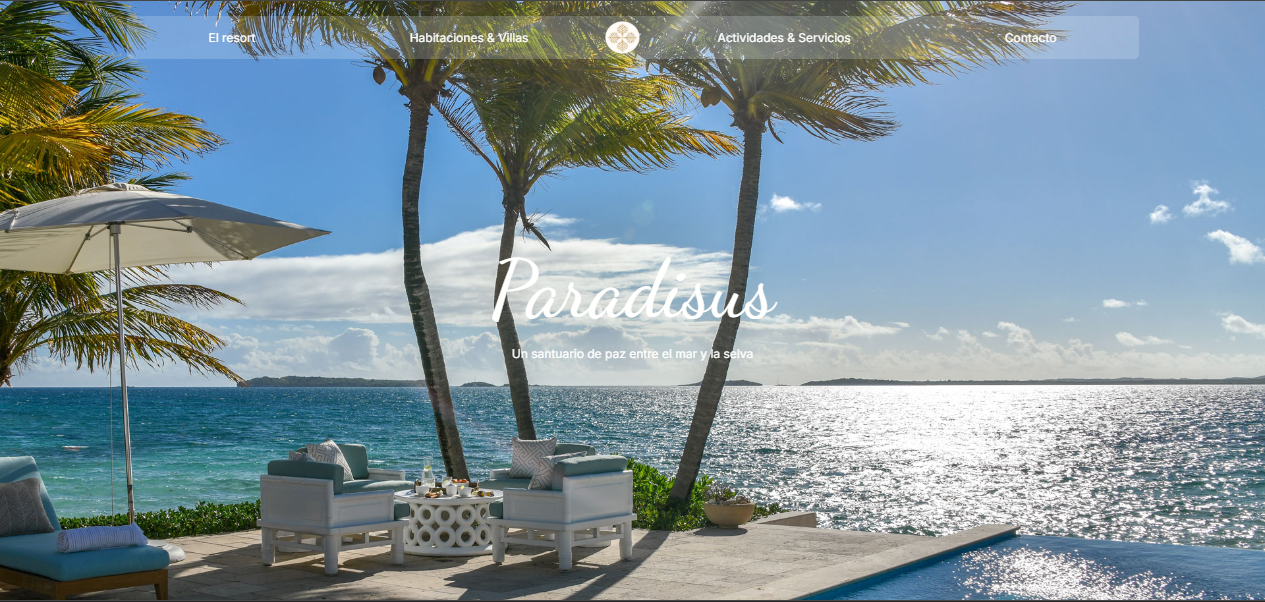 El resort
Habitaciones & Villas
Actividades & Servicios
Contacto
Paradisus
Un santuario de paz entre el mar y la selva